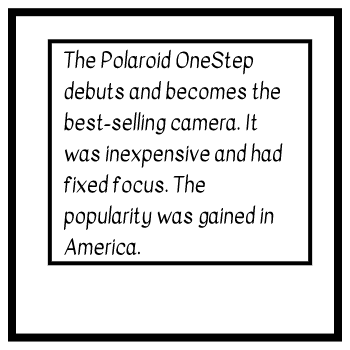 The Polaroid OneStep
debuts and becomes the
best-selling camera. It
was inexpensive and had
fixed focus. The
popularity was gained in
America.